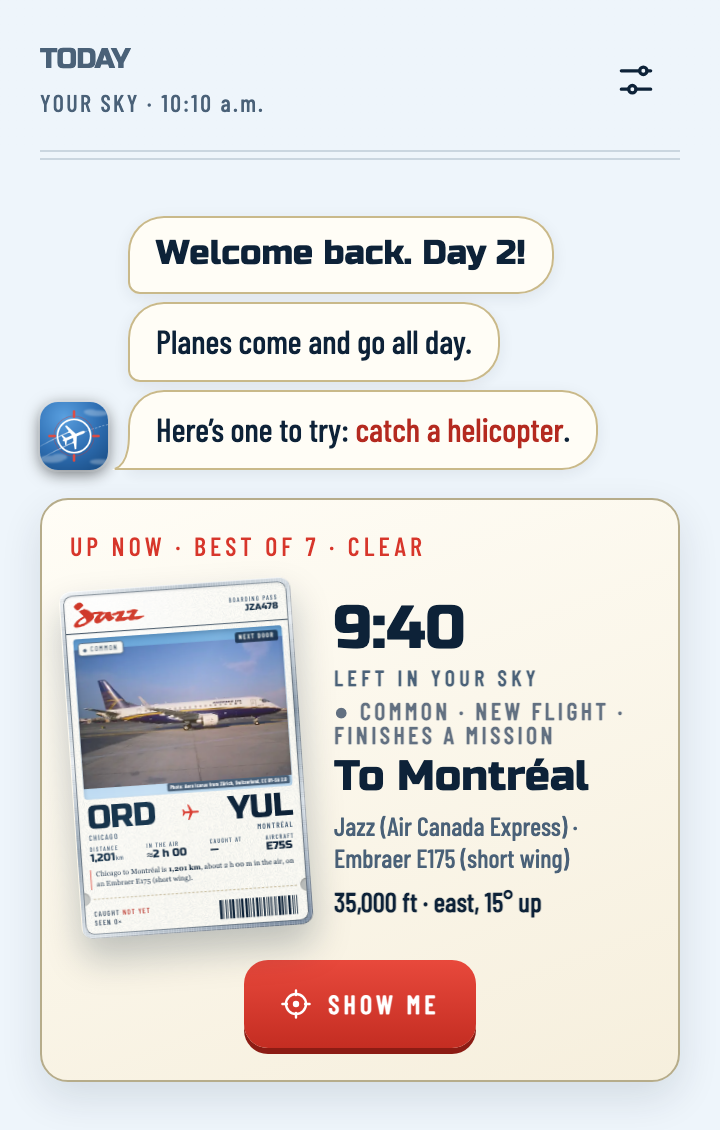 TODAY
YOUR SKY · 10:10 a.m.
Welcome back. Day 2!
Planes come and go all day.
Here's one to try: catch a helicopter.
UP NOW · BEST OF 7 · CLEAR
Jazz
BOARDING PASS
JZA478
COMMON
NEXT DOOR
ORD
YUL
CHICAGO
MONTRÉAL
DISTANCE
IN THE AIR
CAUGHT AT
AIRCRAFT
1,201km
≈2 h 00
—
E75S
Chicago to Montréal is 1,201 km, about 2 h 00 m in the air, on
an Embraer E175 (short wing).
CAUGHT NOT YET
SEEN 0×
9:40
LEFT IN YOUR SKY
• COMMON · NEW FLIGHT ·
FINISHES A MISSION
To Montréal
Jazz (Air Canada Express) ·
Embraer E175 (short wing)
35,000 ft · east, 15° up
SHOW ME